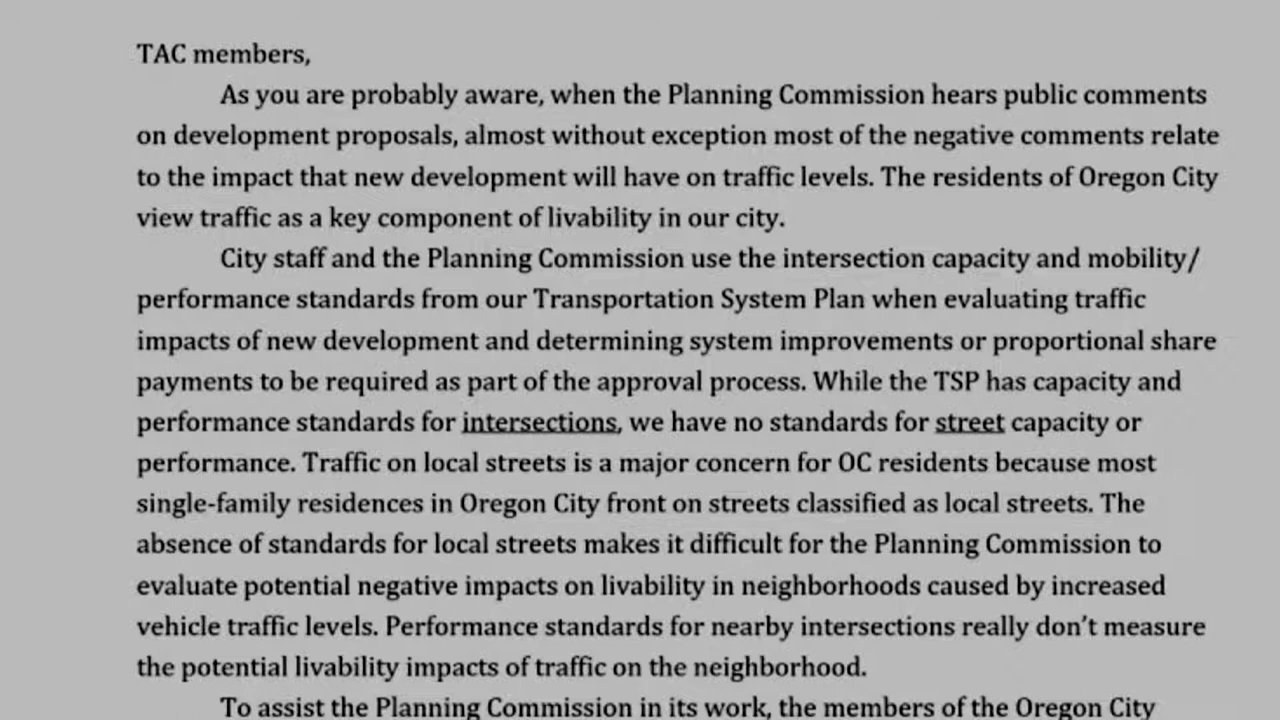 TAC members,
As you are probably aware, when the Planning Commission hears public comments
on development proposals, almost without exception most of the negative comments relate
to the impact that new development will have on traffic levels. The residents of Oregon City
view traffic as a key component of livability in our city.
City staff and the Planning Commission use the intersection capacity and mobility/
performance standards from our Transportation System Plan when evaluating traffic
impacts of new development and determining system improvements or proportional share
payments to be required as part of the approval process. While the TSP has capacity and
performance standards for intersections, we have no standards for street capacity or
performance. Traffic on local streets is a major concern for OC residents because most
single-family residences in Oregon City front on streets classified as local streets. The
absence of standards for local streets makes it difficult for the Planning Commission to
evaluate potential negative impacts on livability in neighborhoods caused by increased
vehicle traffic levels. Performance standards for nearby intersections really don’t measure
the potential livability impacts of traffic on the neighborhood.
To assist the Planning Commission in its work, the members of the Oregon City